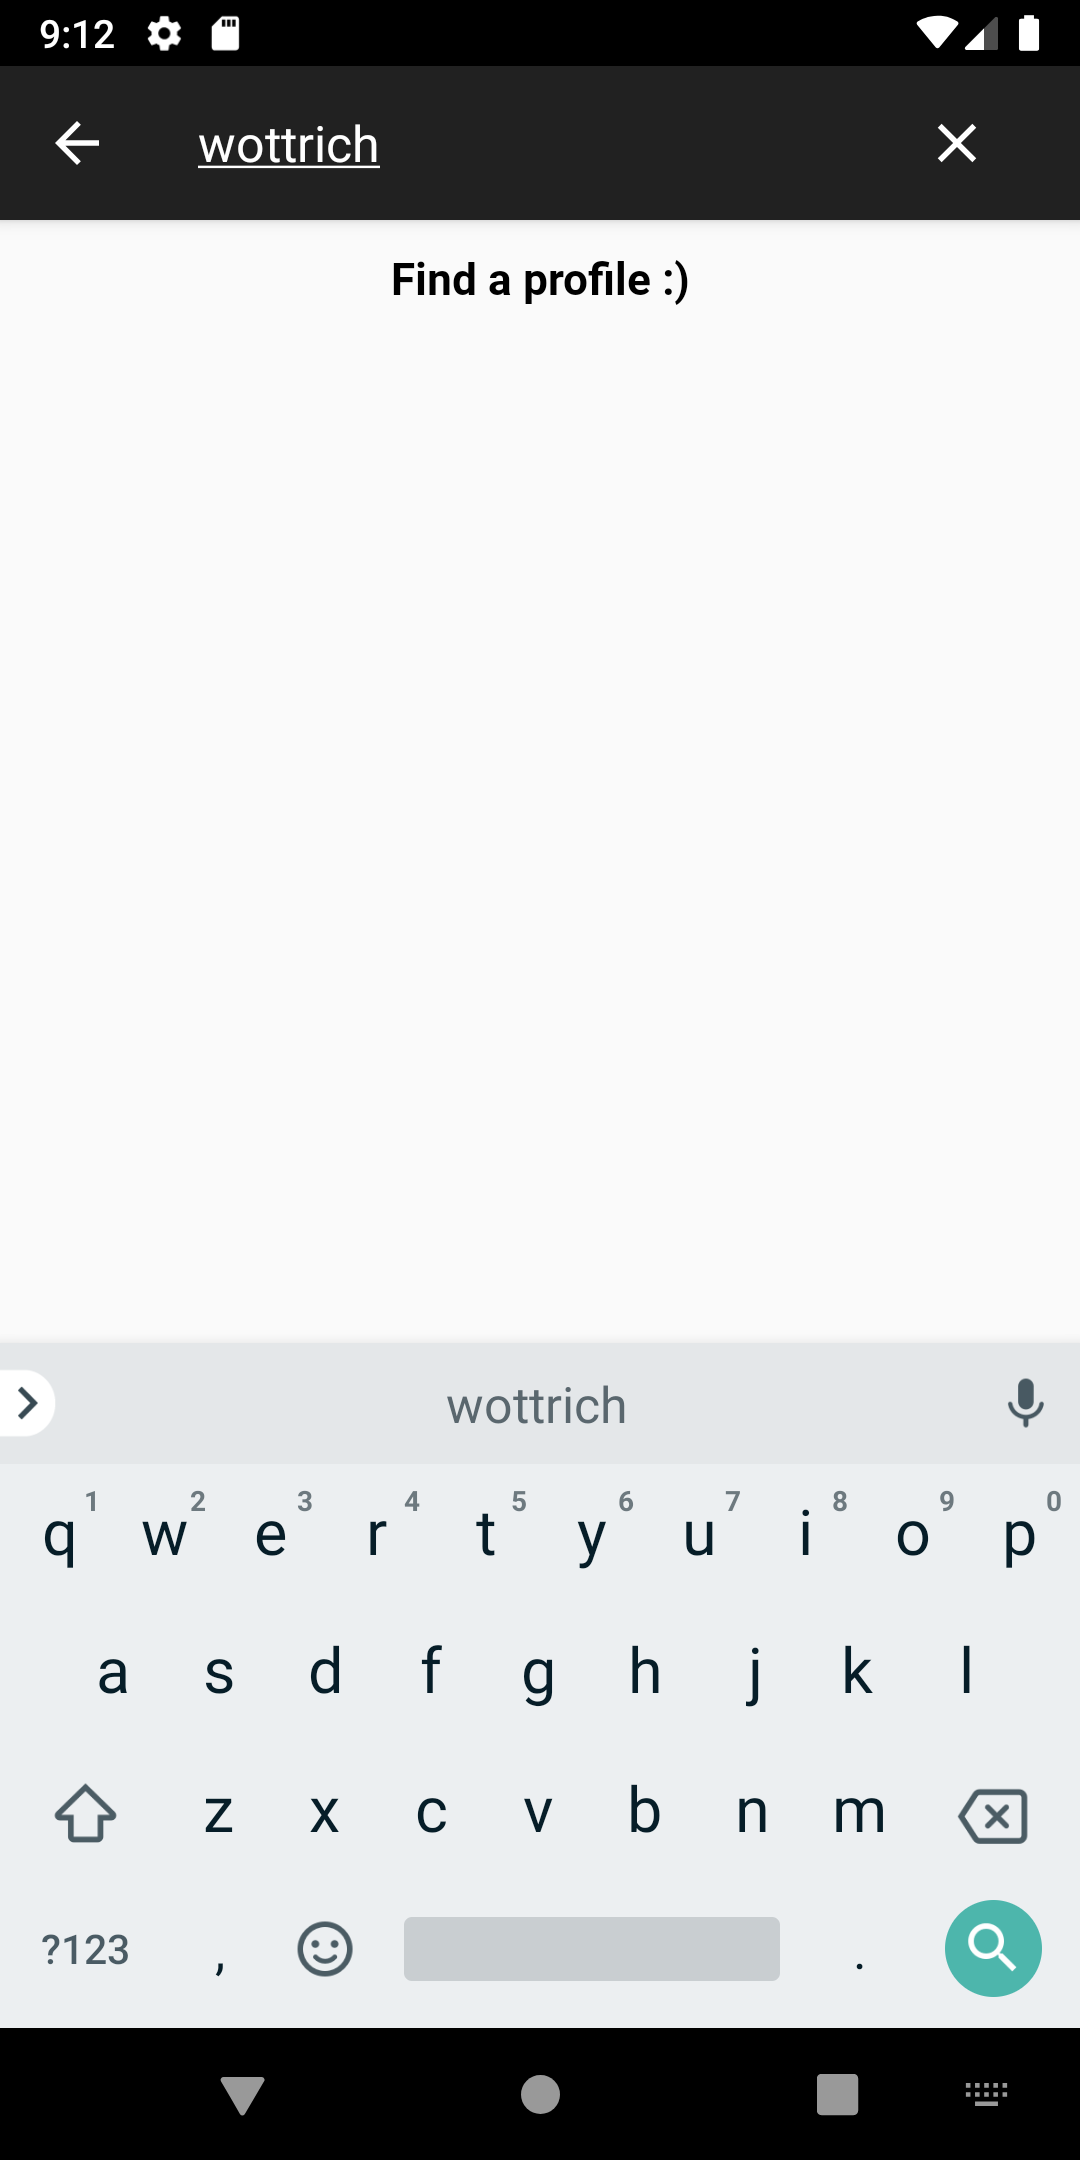 9:12
wottrich
Find a profile :)
wottrich
1 2 3 4 5 6 7 8 9 0
q w e r t y u i o p
a s d f g h j k l
z x c v b n m
?123 , .